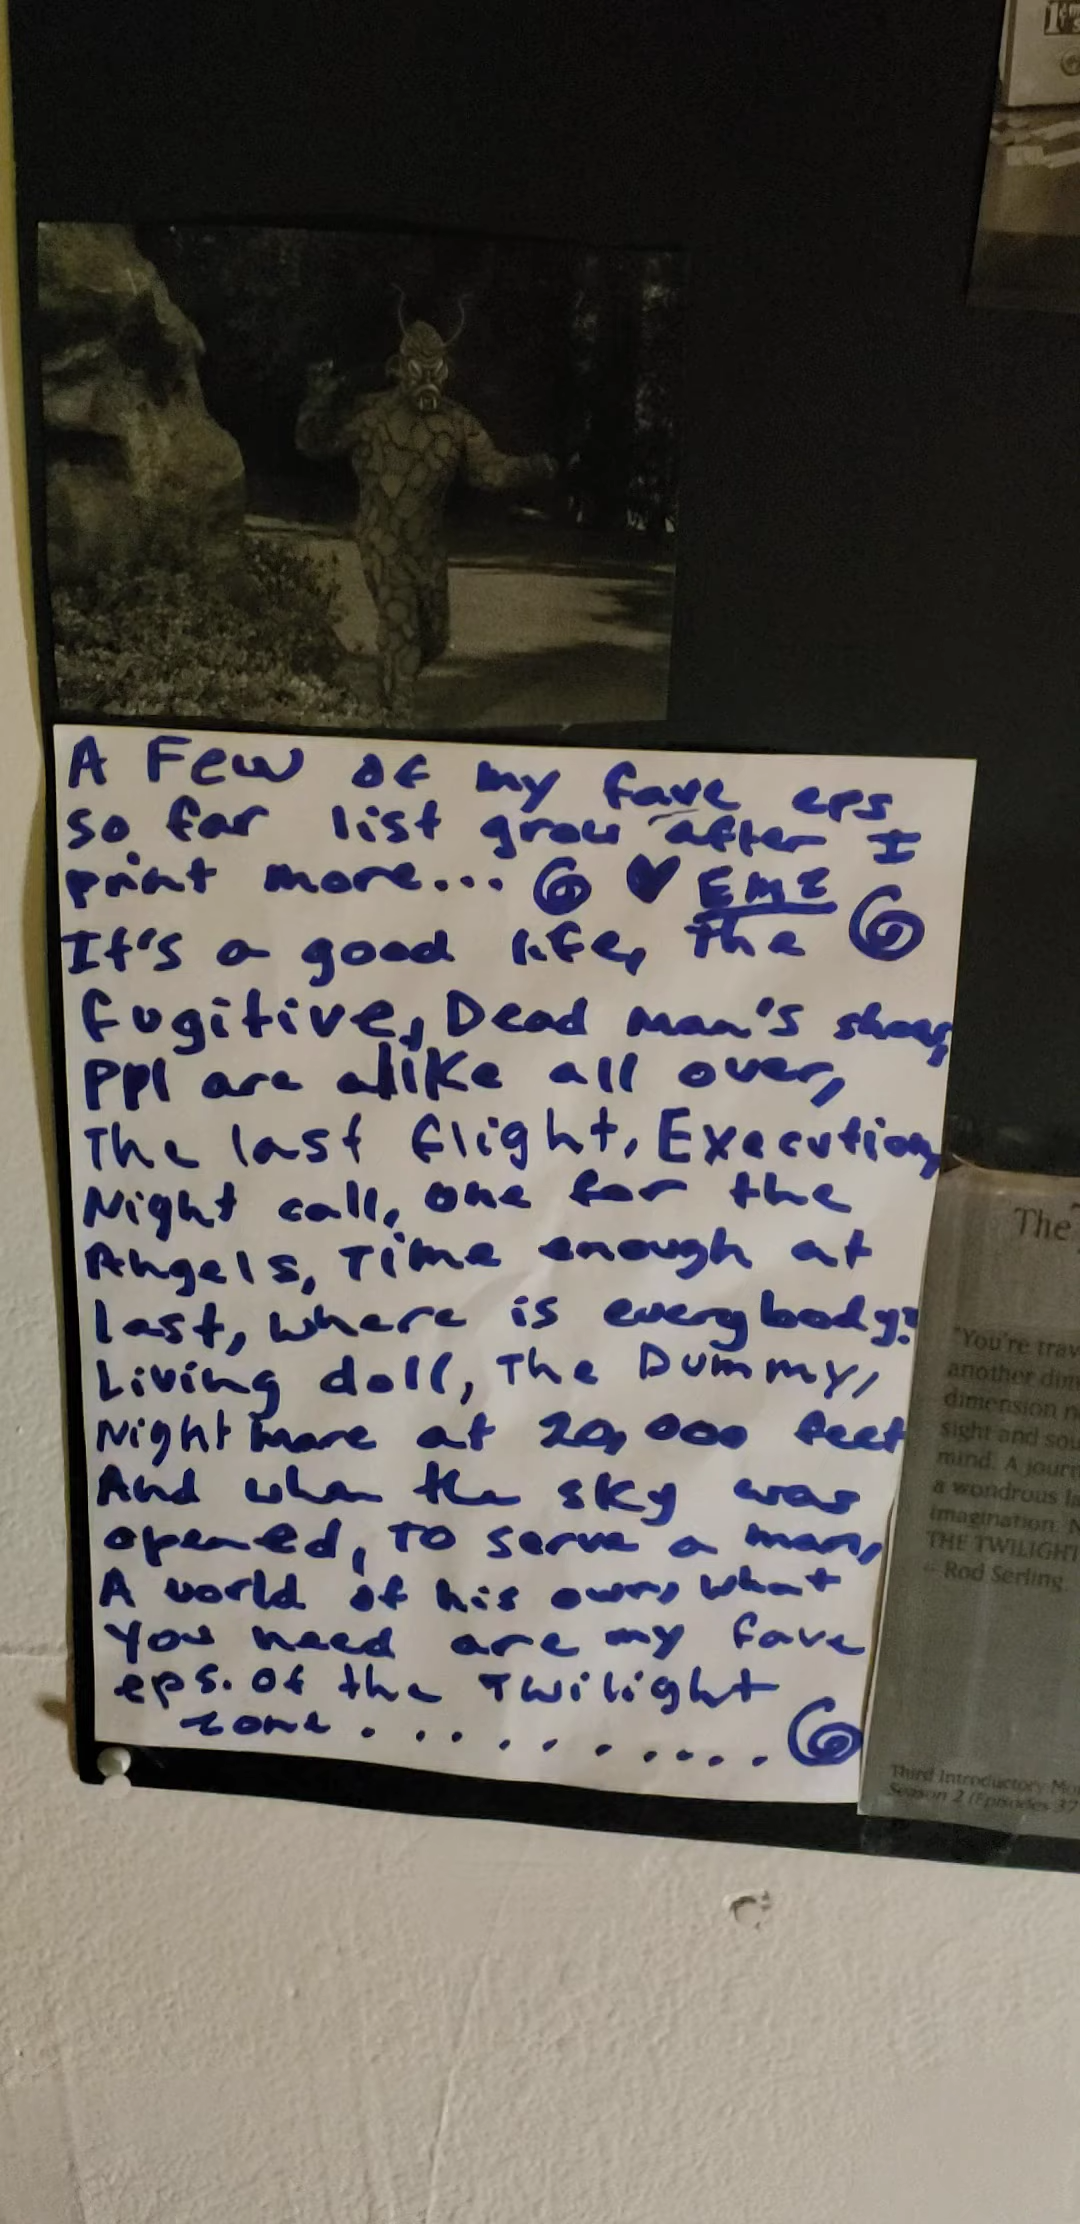 A Few of my fave eps
so far list grow after I
print more... ♥ EMZ
It's a good life, The
fugitive, Dead man's shoes,
PPl are alike all over,
The last flight, Execution,
Night call, one for the
Angels, Time enough at
last, where is everybody?
Living doll, The Dummy,
Nightmare at 20,000 feet
And when the sky was
opened, To serve a man,
A world of his own, what
you need are my fave
eps. of the Twilight
zone ..........
The
"You're trav
another dim
dimension n
sight and sou
mind. A journ
a wondrous la
imagination. N
THE TWILIGHT
- Rod Serling
Third Introductory Mo
Season 2 (Episodes 37